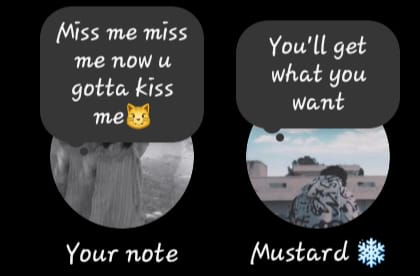 Miss me miss
me now u
gotta kiss
me😼
You'll get
what you
want
Your note
Mustard ❄️